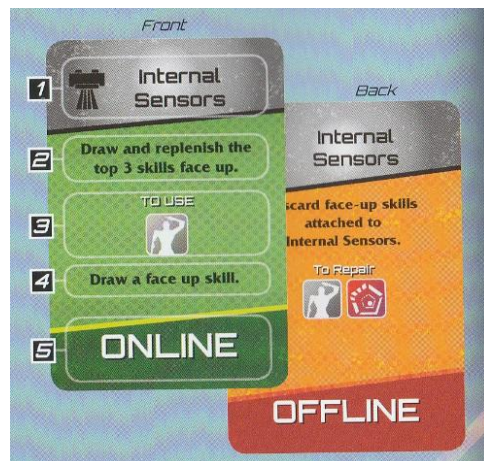 Front
1
Internal
Sensors
2
Draw and replenish the
top 3 skills face up.
3
TO USE
4
Draw a face up skill.
5
ONLINE
Back
Internal
Sensors
scard face-up skills
attached to
Internal Sensors.
To Repair
OFFLINE